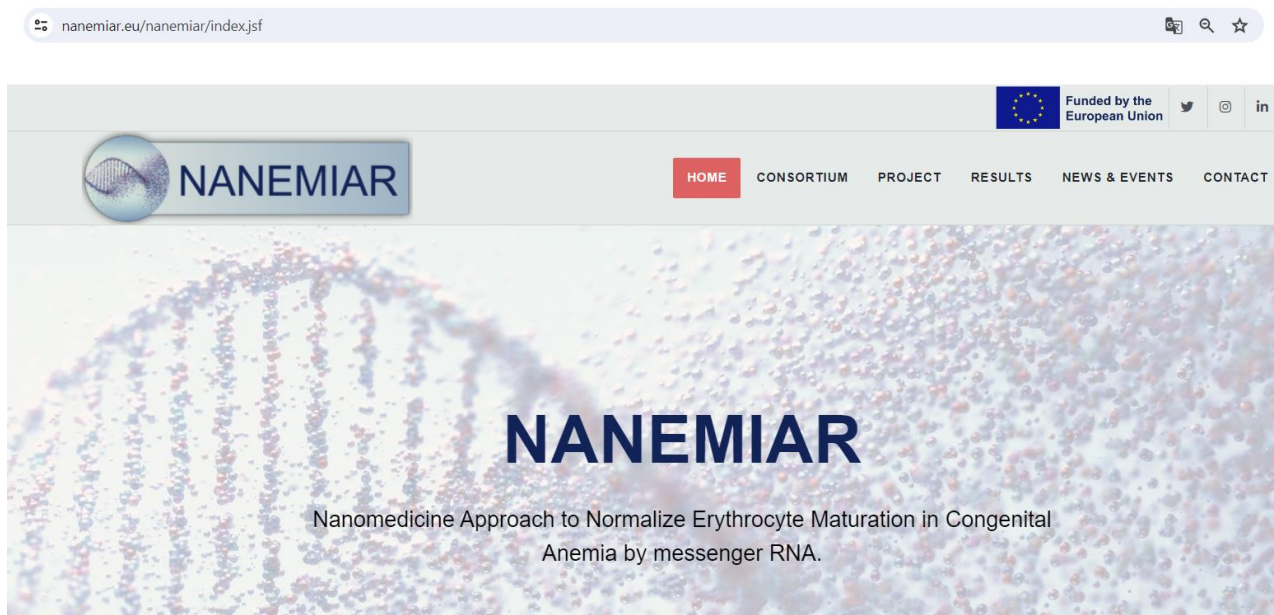 nanemiar.eu/nanemiar/index.jsf
Funded by the
European Union
in
NANEMIAR
HOME CONSORTIUM PROJECT RESULTS NEWS & EVENTS CONTACT
NANEMIAR
Nanomedicine Approach to Normalize Erythrocyte Maturation in Congenital
Anemia by messenger RNA.